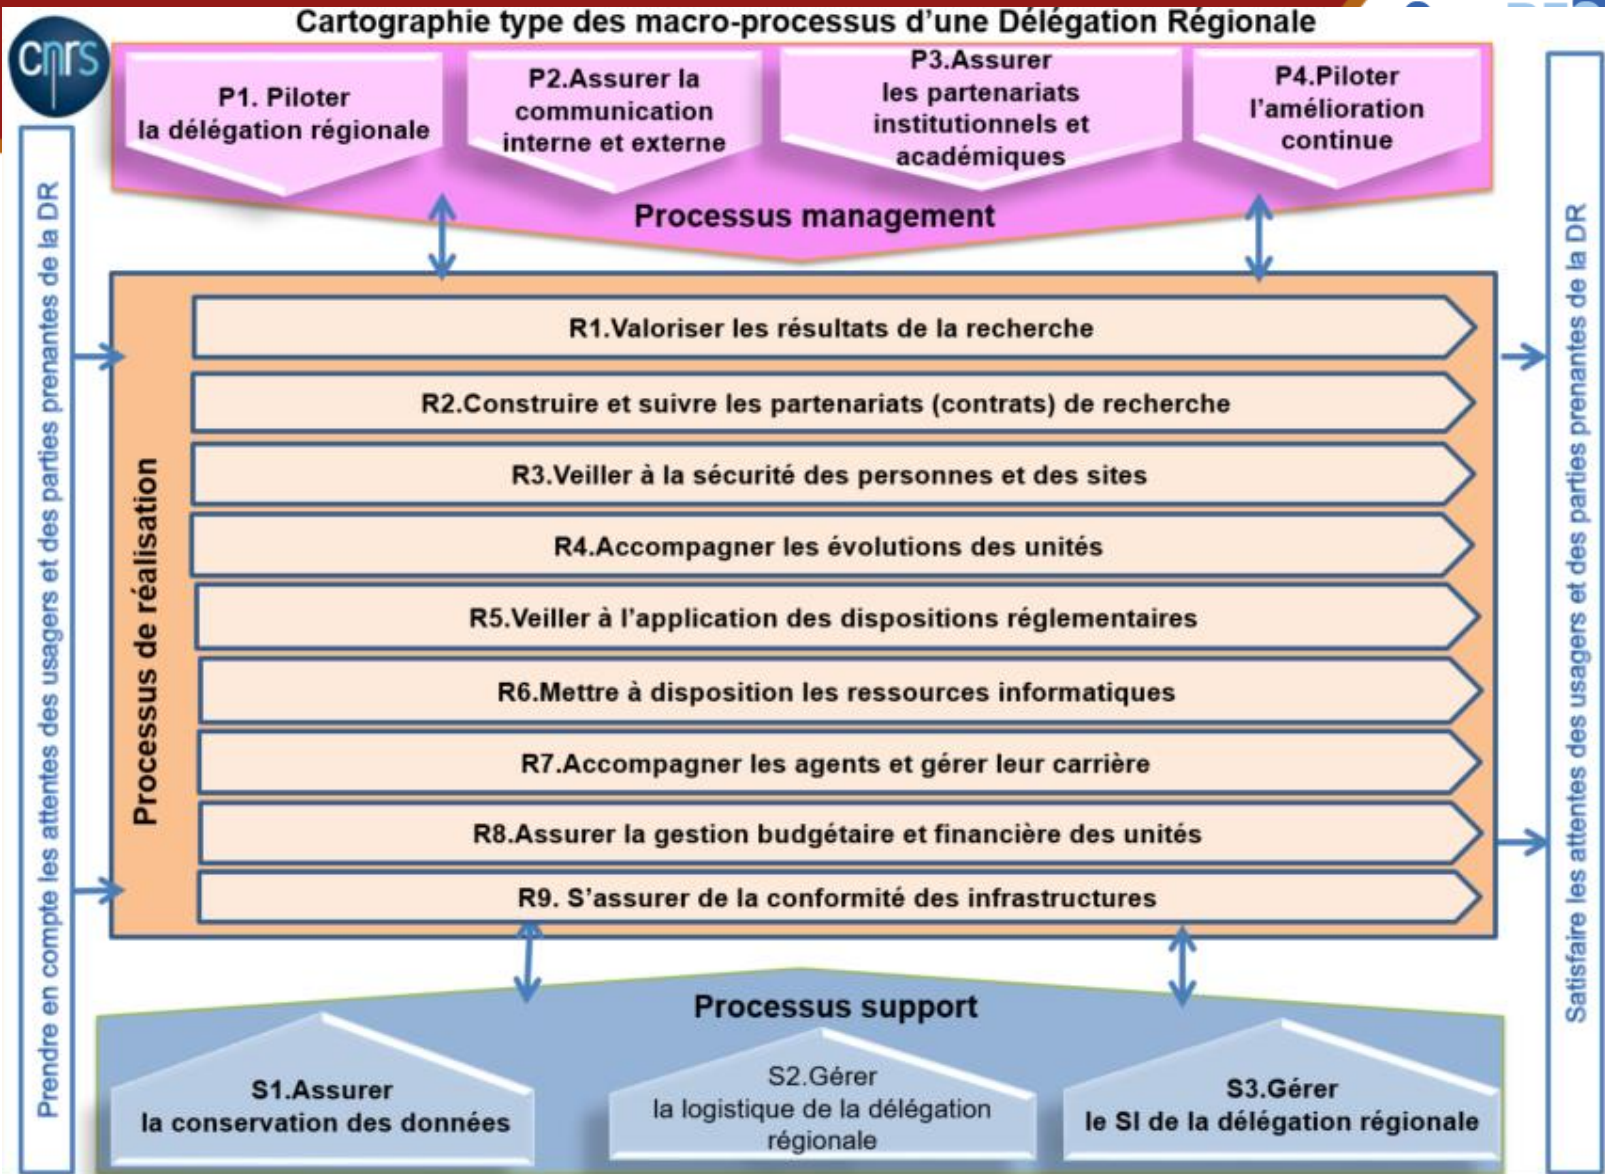 Cartographie type des macro-processus d'une Délégation Régionale
cnrs
P1. Piloter
la délégation régionale
P2.Assurer la
communication
interne et externe
P3.Assurer
les partenariats
institutionnels et
académiques
P4.Piloter
l'amélioration
continue
Processus management
Prendre en compte les attentes des usagers et des parties prenantes de la DR
Processus de réalisation
R1.Valoriser les résultats de la recherche
R2.Construire et suivre les partenariats (contrats) de recherche
R3.Veiller à la sécurité des personnes et des sites
R4.Accompagner les évolutions des unités
R5.Veiller à l'application des dispositions réglementaires
R6.Mettre à disposition les ressources informatiques
R7.Accompagner les agents et gérer leur carrière
R8.Assurer la gestion budgétaire et financière des unités
R9. S'assurer de la conformité des infrastructures
Satisfaire les attentes des usagers et des parties prenantes de la DR
Processus support
S1.Assurer
la conservation des données
S2.Gérer
la logistique de la délégation
régionale
S3.Gérer
le SI de la délégation régionale